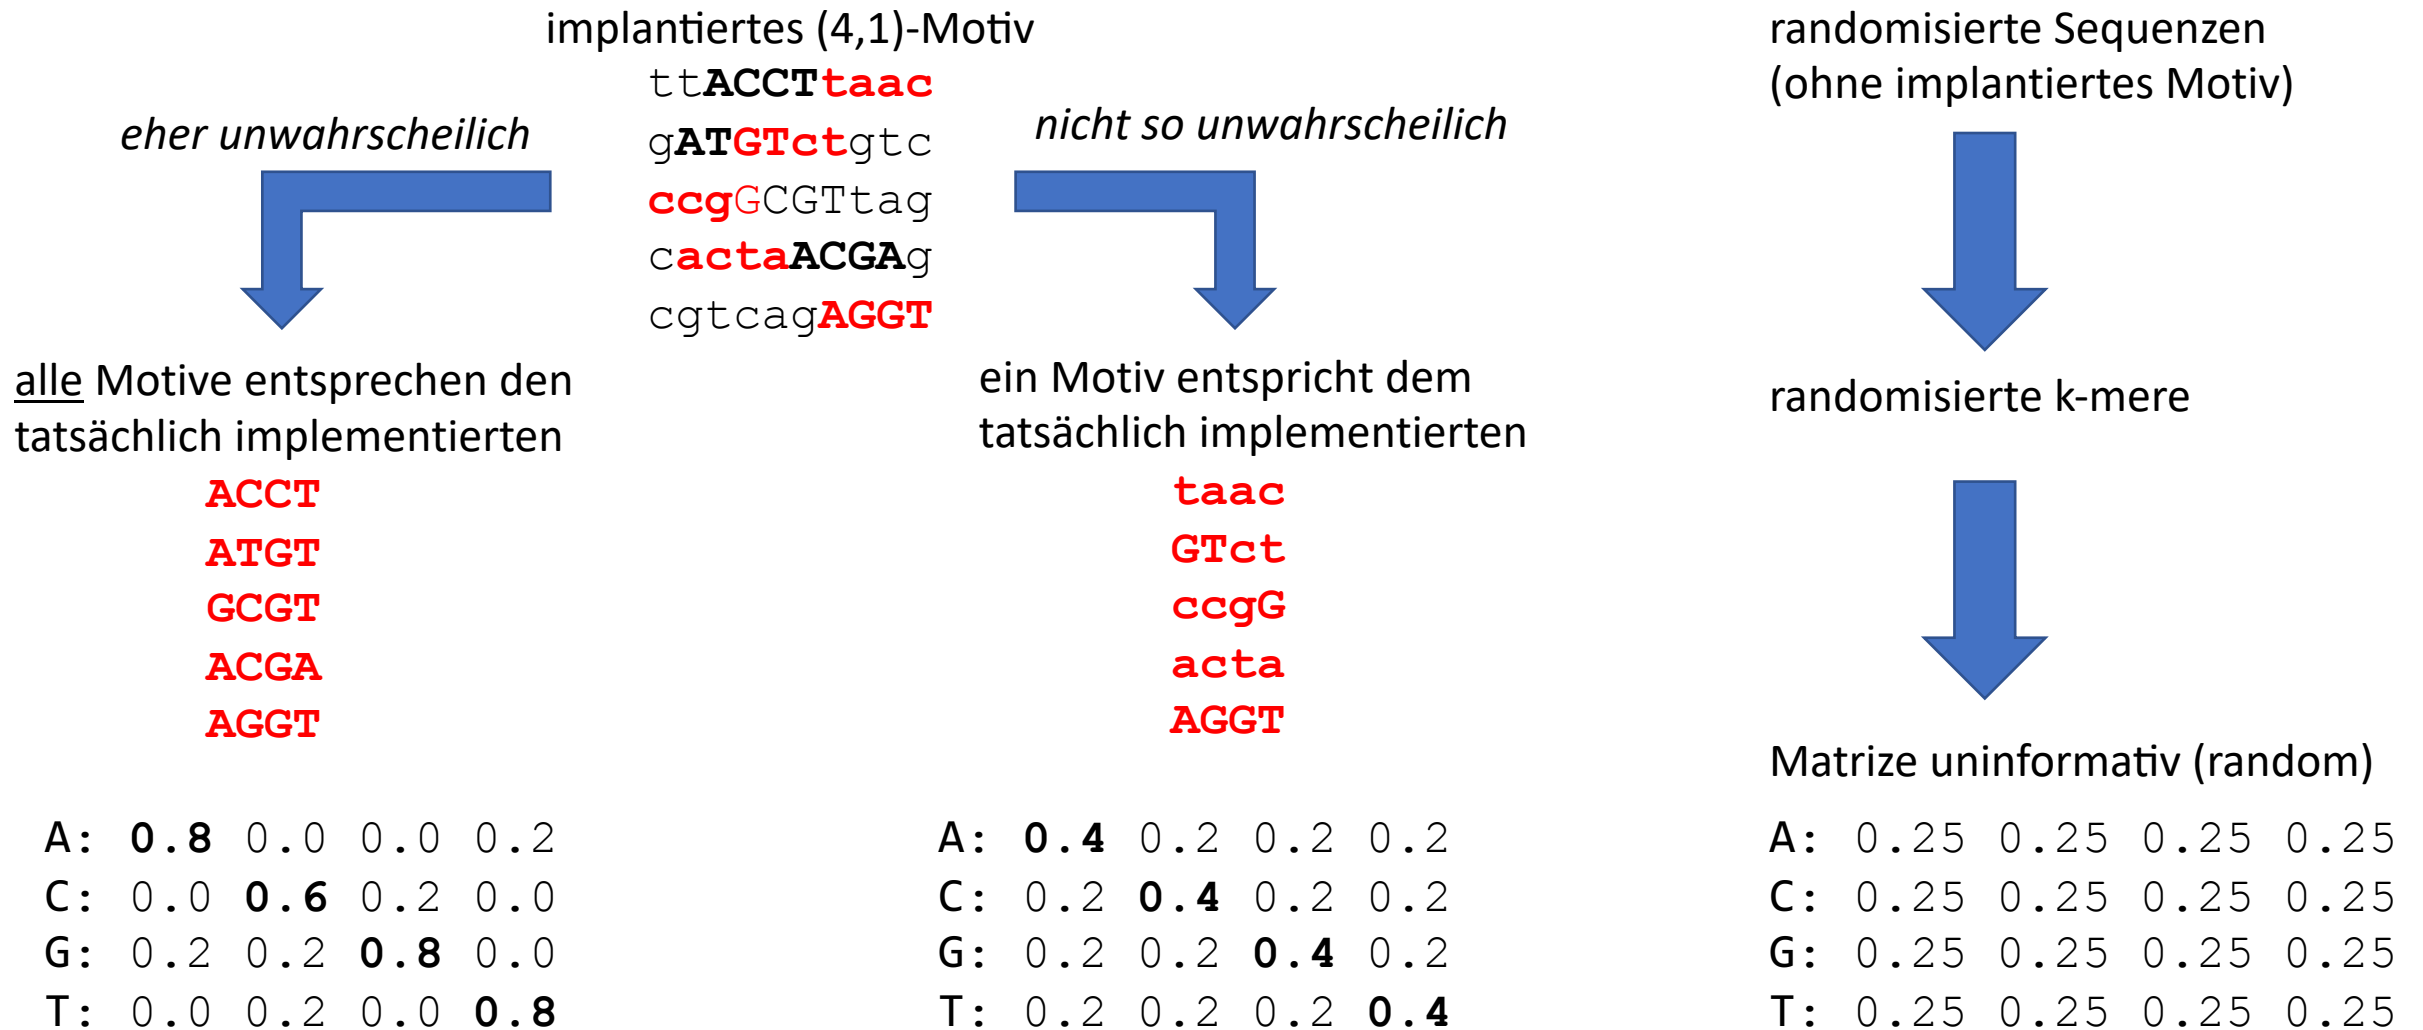 implantiertes (4,1)-Motiv
ttACCTtaac
gATGTctgtc
ccgGCGTtag
cactaACGAg
cgtcagAGGT
eher unwahrscheilich
nicht so unwahrscheilich
alle Motive entsprechen den
tatsächlich implementierten
ACCT
ATGT
GCGT
ACGA
AGGT
A: 0.8 0.0 0.0 0.2
C: 0.0 0.6 0.2 0.0
G: 0.2 0.2 0.8 0.0
T: 0.0 0.2 0.0 0.8
ein Motiv entspricht dem
tatsächlich implementierten
taac
GTct
ccgG
acta
AGGT
A: 0.4 0.2 0.2 0.2
C: 0.2 0.4 0.2 0.2
G: 0.2 0.2 0.4 0.2
T: 0.2 0.2 0.2 0.4
randomisierte Sequenzen
(ohne implantiertes Motiv)
randomisierte k-mere
Matrize uninformativ (random)
A: 0.25 0.25 0.25 0.25
C: 0.25 0.25 0.25 0.25
G: 0.25 0.25 0.25 0.25
T: 0.25 0.25 0.25 0.25